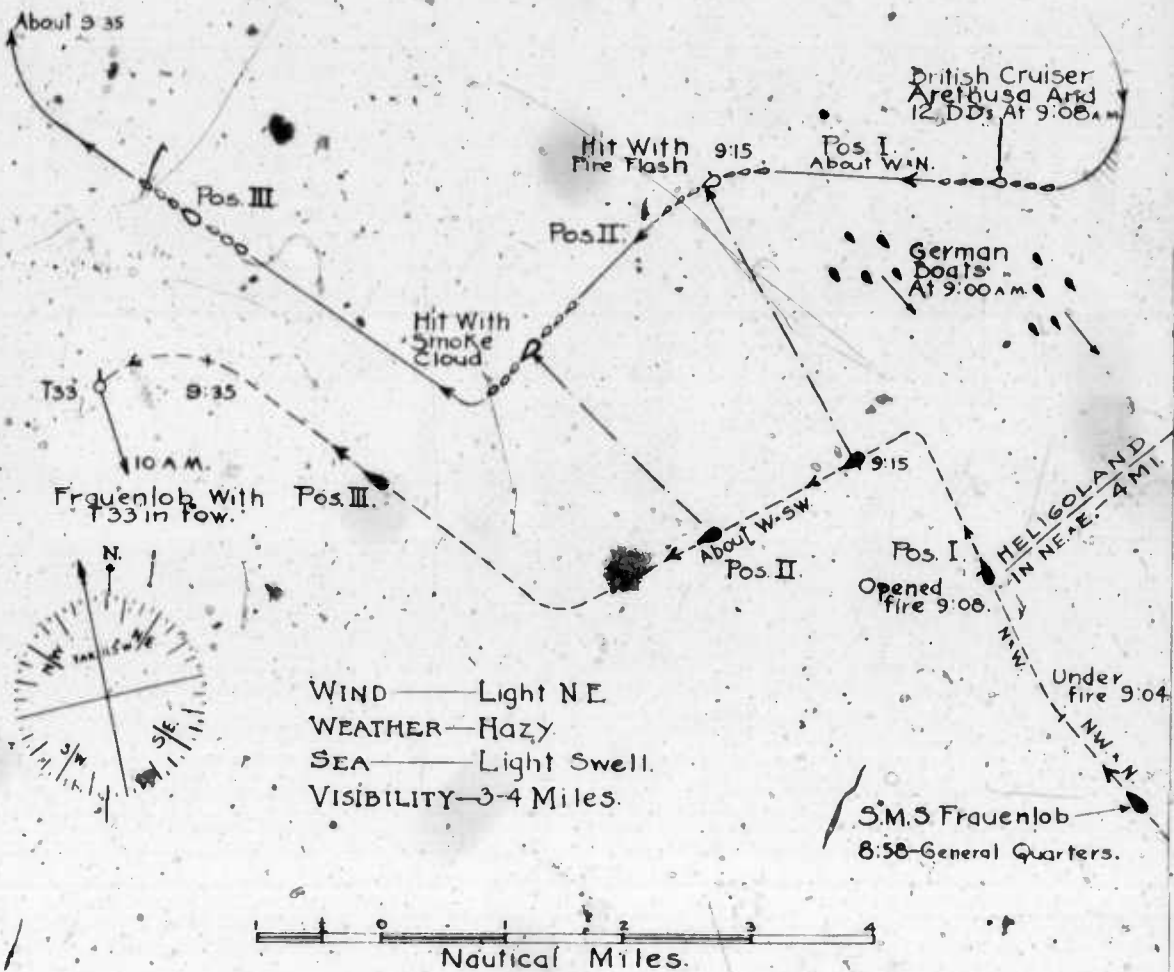 About 9 35
British Cruiser
Arethusa And
12 DDs At 9:08 A.M.
Hit With
Fire Flash
9:15
Pos I.
About W×N.
Pos. III
Pos. II
German
Boats
At 9:00 A.M.
Hit With
Smoke
Cloud
T33
9:35
10 A M.
Frauenlob With
T33 in tow.
Pos. III.
9:15
About W-SW
Pos. II
HELIGOLAND
IN NE.×E. 4 MI.
Pos. I
Opened
fire 9:08.
N×W.
Under
fire 9:04
NW × N.
N.
N/E
S/W
S/E.
WIND — Light N E
WEATHER — Hazy
SEA — Light Swell.
VISIBILITY — 3-4 Miles.
S.M.S Frauenlob
8:58-General Quarters.
1 1 0 1 2 3 4
Nautical Miles.